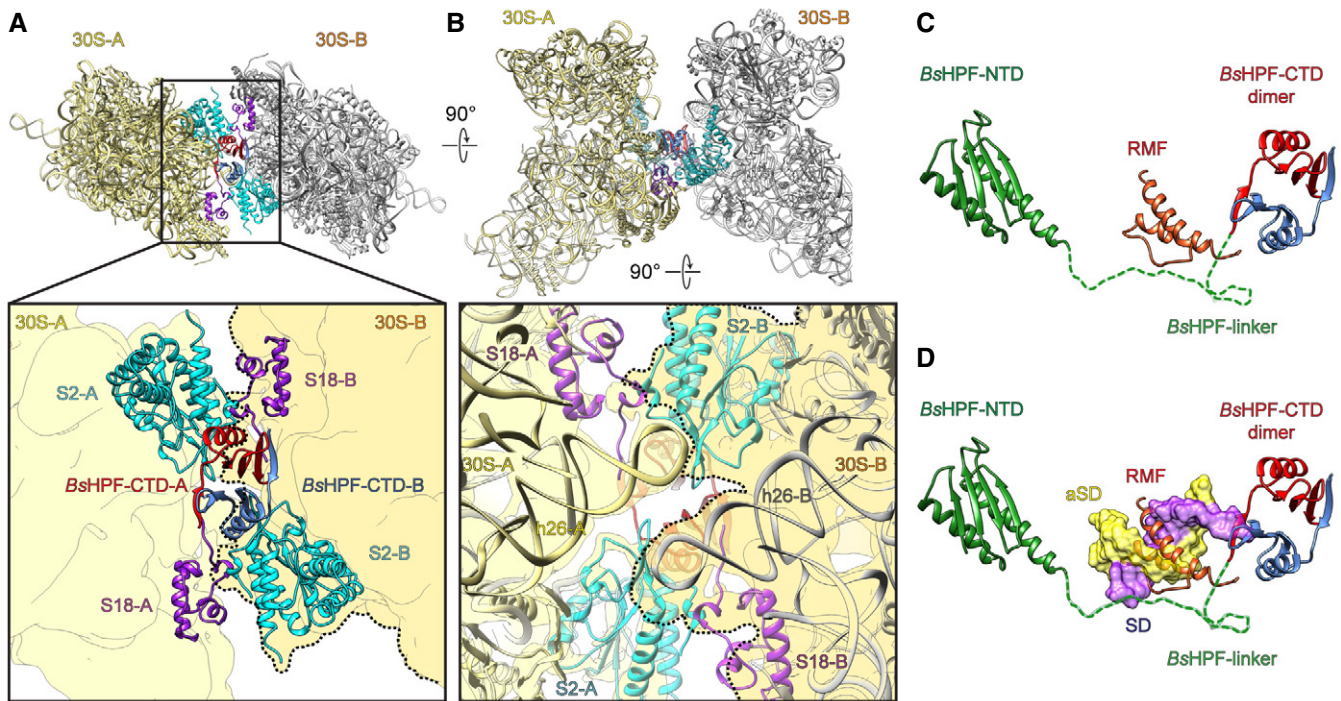 A
30S-A
30S-B
90°
30S-A
30S-B
S18-B
S2-A
BsHPF-CTD-A
BsHPF-CTD-B
S2-B
S18-A
B
30S-A
30S-B
90°
S2-B
S18-A
30S-A
30S-B
h26-B
h26-A
S18-B
S2-A
C
BsHPF-NTD
BsHPF-CTD
dimer
RMF
BsHPF-linker
D
BsHPF-NTD
BsHPF-CTD
dimer
RMF
aSD
SD
BsHPF-linker